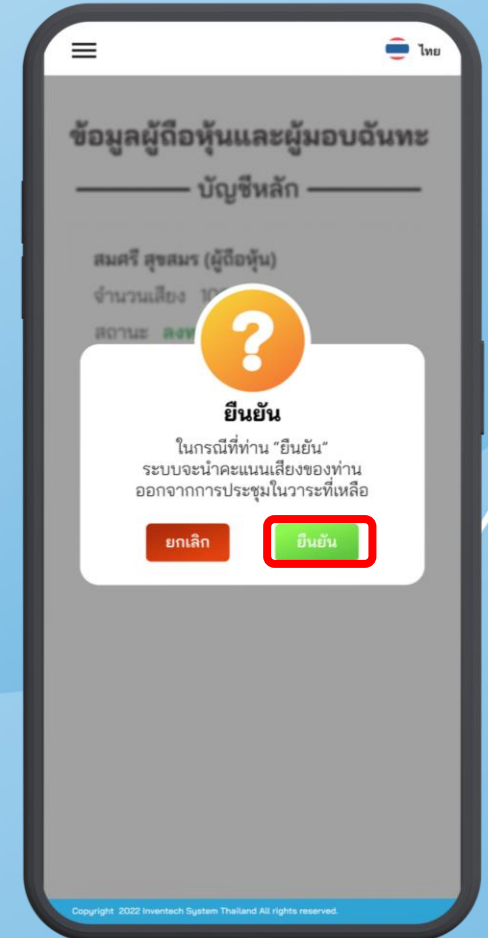 ไทย
ข้อมูลผู้ถือหุ้นและผู้มอบฉันทะ
บัญชีหลัก
สมศรี สุขสมร (ผู้ถือหุ้น)
จำนวนเสียง
สถานะ
?
ยืนยัน
ในกรณีที่ท่าน “ยืนยัน”
ระบบจะนำคะแนนเสียงของท่าน
ออกจากการประชุมในวาระที่เหลือ
ยกเลิก
ยืนยัน
Copyright 2022 Inventech System Thailand All rights reserved.